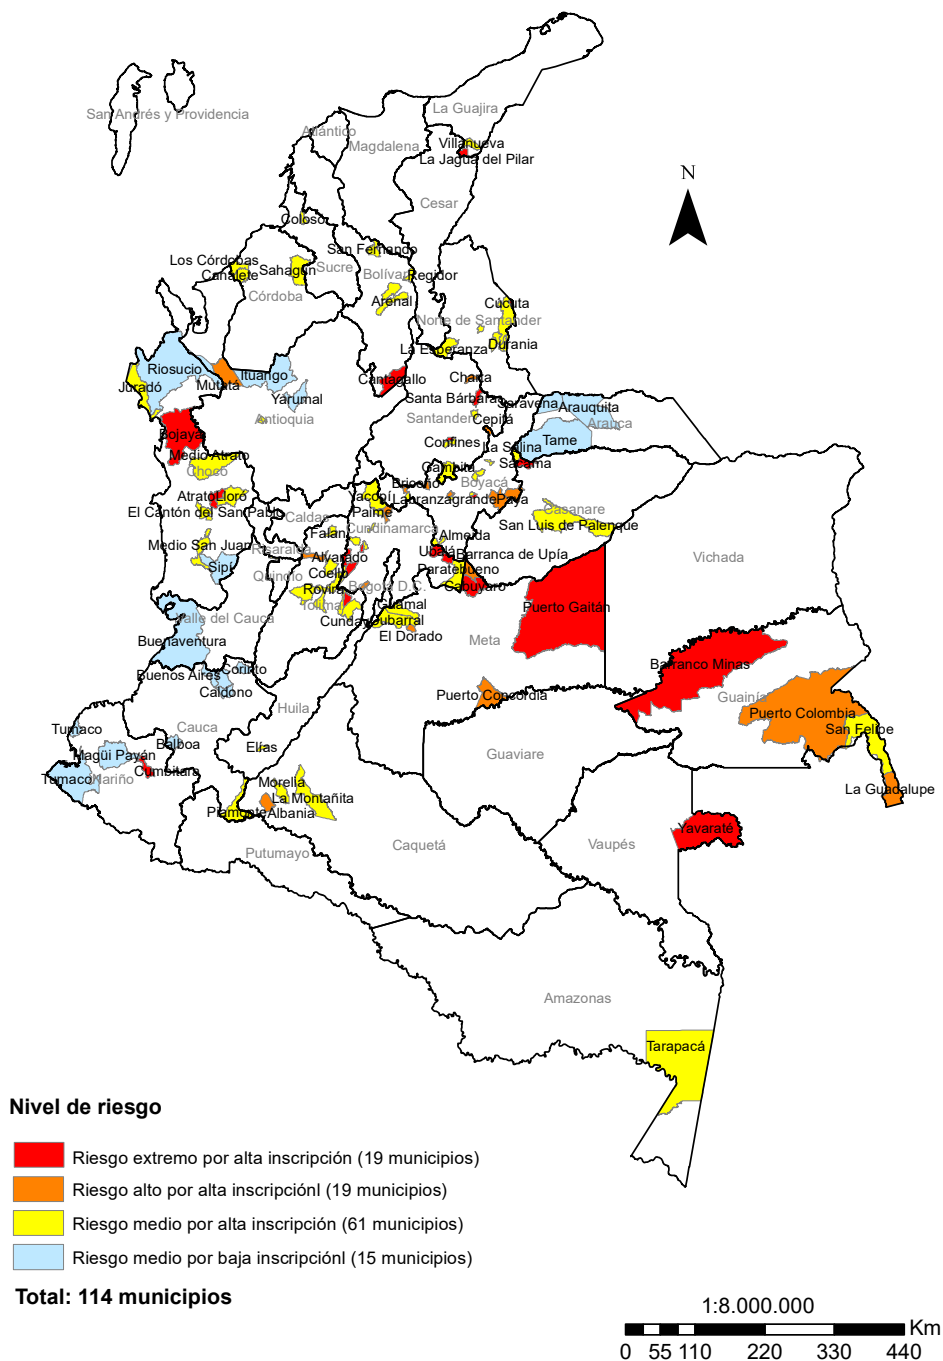 San Andrés y Providencia
La Guajira
Atlántico
Magdalena
Villanueva
La Jagua del Pilar
N
Cesar
Coloso
San Fernando
Los Córdobas
Canalete
Sahagún
Sucre
Bolívar
Regidor
Córdoba
Arenal
Cúcuta
Norte de Santander
La Esperanza
Durania
Riosucio
Ituango
Cantagallo
Charta
Juradó
Mutatá
Yarumal
Santa Bárbara
Saravena
Arauquita
Antioquia
Santander
Cepitá
Arauca
Bojaya
Confines
La Salina
Tame
Medio Atrato
Chocó
Gambita
Sácama
Briceño
Boyacá
Atrato
Lloró
Yacopí
Labranzagrande
Paya
El Cantón del San Pablo
Caldas
Paime
Casanare
San Luis de Palenque
Falan
Cundinamarca
Almeida
Medio San Juan
Risaralda
Alvarado
Ubalá
Barranca de Upía
Vichada
Sipí
Quindío
Coello
Paratebueno
Rovira
Bogotá D.C.
Cabuyaro
Tolima
Guamal
Puerto Gaitán
Valle del Cauca
Cunday
Cubarral
Buenaventura
El Dorado
Meta
Barranco Minas
Buenos Aires
Corinto
Caldono
Puerto Concordia
Guainía
Huila
Puerto Colombia
Tumaco
Cauca
San Felipe
Balboa
Elías
Guaviare
Magüi Payán
Cumbitara
Tumaco
Nariño
Morelia
La Montañita
La Guadalupe
Piamonte
Albania
Yavaraté
Putumayo
Caquetá
Vaupés
Amazonas
Tarapacá
Nivel de riesgo
Riesgo extremo por alta inscripción (19 municipios)
Riesgo alto por alta inscripciónl (19 municipios)
Riesgo medio por alta inscripción (61 municipios)
Riesgo medio por baja inscripciónl (15 municipios)
Total: 114 municipios
1:8.000.000
Km
0 55 110 220 330 440